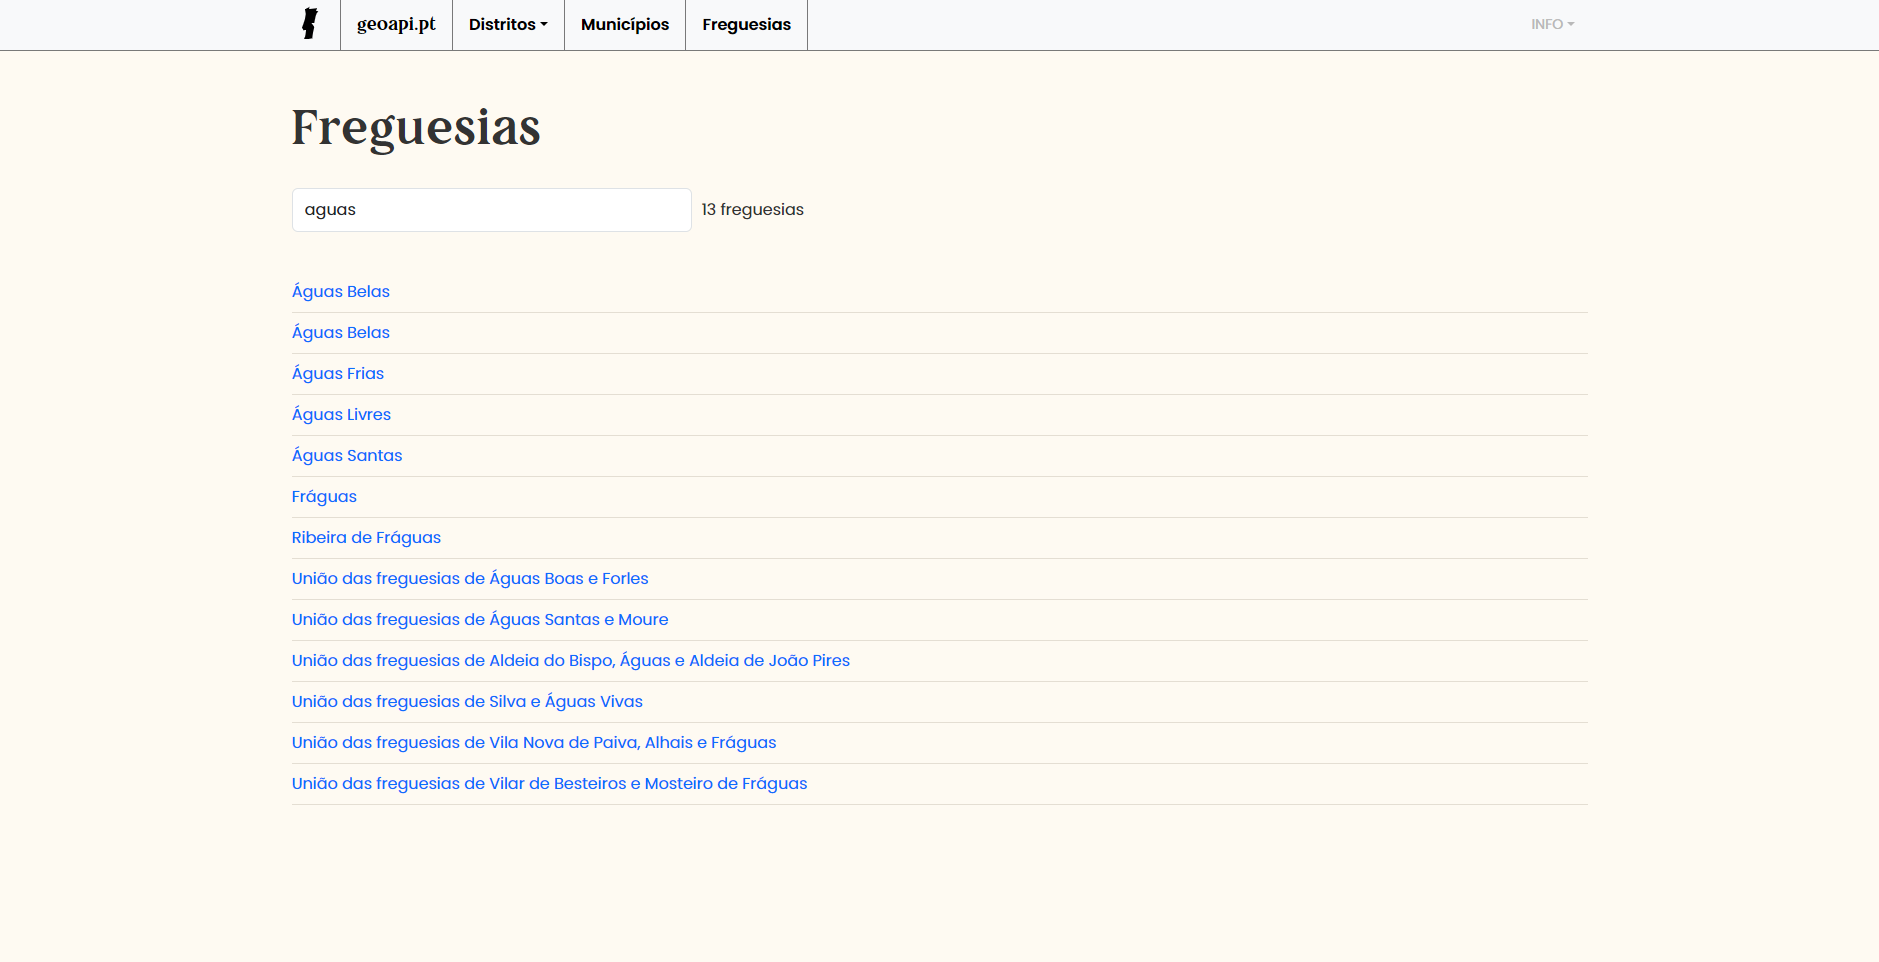 geoapi.pt
Distritos
Municípios
Freguesias
INFO
Freguesias
aguas
13 freguesias
Águas Belas
Águas Belas
Águas Frias
Águas Livres
Águas Santas
Fráguas
Ribeira de Fráguas
União das freguesias de Águas Boas e Forles
União das freguesias de Águas Santas e Moure
União das freguesias de Aldeia do Bispo, Águas e Aldeia de João Pires
União das freguesias de Silva e Águas Vivas
União das freguesias de Vila Nova de Paiva, Alhais e Fráguas
União das freguesias de Vilar de Besteiros e Mosteiro de Fráguas